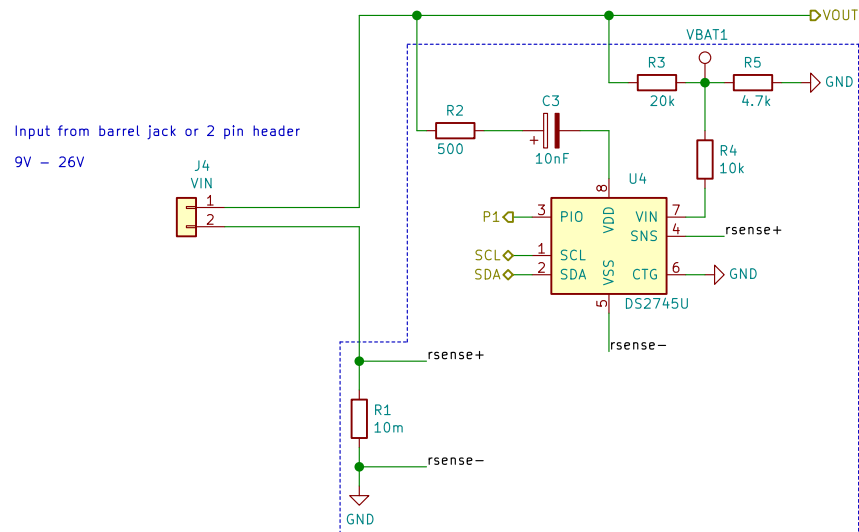 VOUT
VBAT1
R3
20k
R5
4.7k
GND
R2
500
C3
+
10nF
Input from barrel jack or 2 pin header
9V - 26V
J4
VIN
1
2
R4
10k
U4
8
P1
3
PIO
VDD
VIN
7
SNS
4
rsense+
SCL
1
SCL
SDA
2
SDA
VSS
CTG
6
GND
5
DS2745U
rsense-
rsense+
R1
10m
rsense-
GND